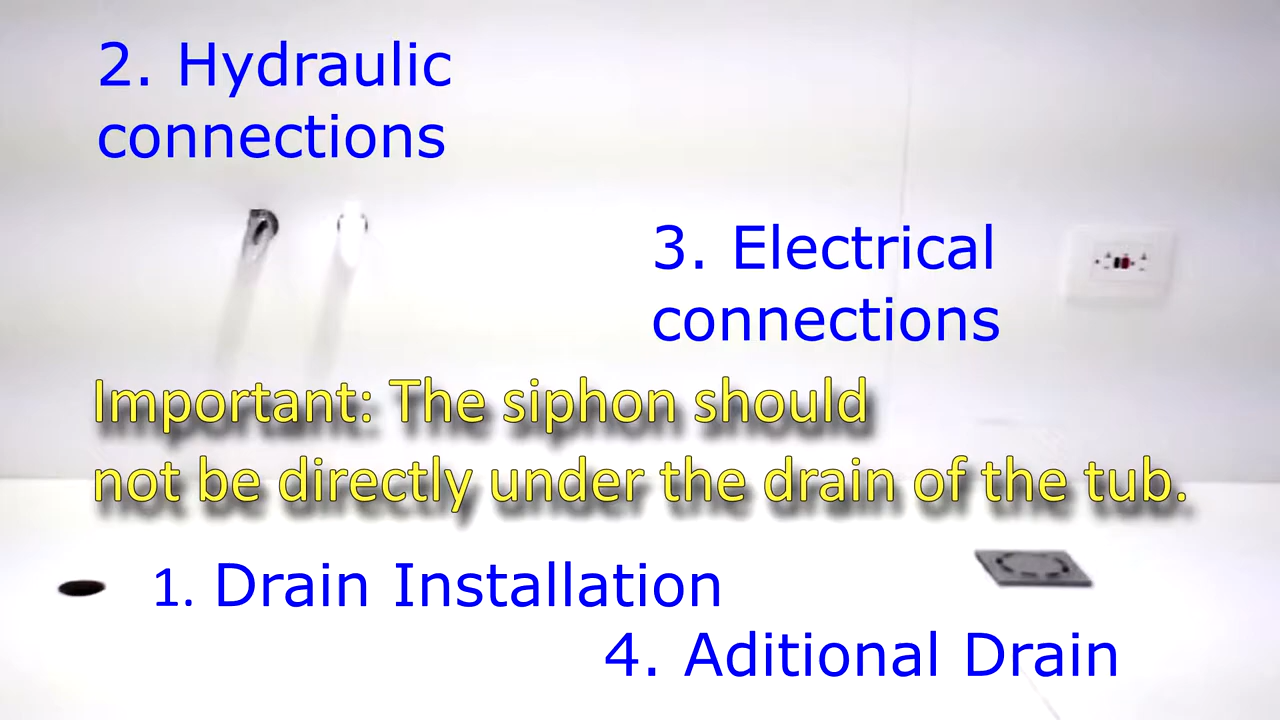 2. Hydraulic
connections
3. Electrical
connections
Important: The siphon should
not be directly under the drain of the tub.
1. Drain Installation
4. Aditional Drain